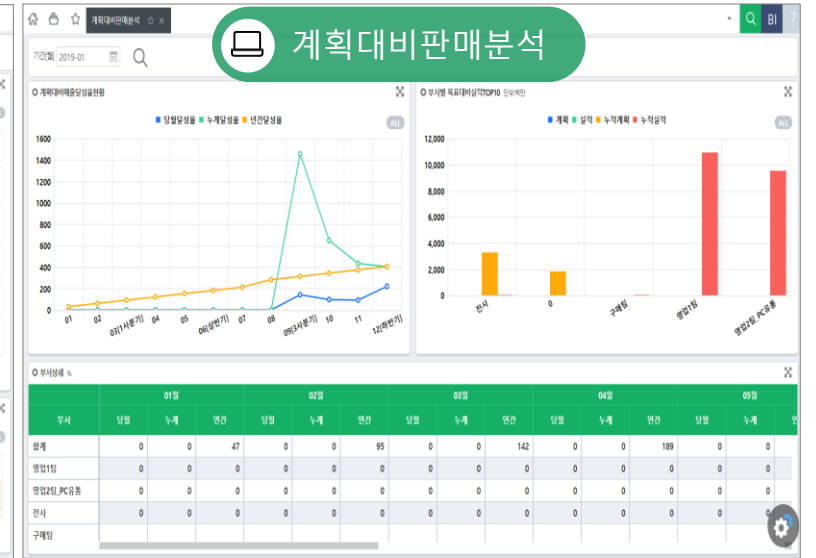 계획대비판매분석
BI ?
계획대비판매분석
기간[월] 2019-01
계획대비매출달성율현황
당월달성율 누계달성율 년간달성율
ALL
1600
1400
1200
1000
800
600
400
200
0
01 02 03[1사분기] 04 05 06[상반기] 07 08 09[3사분기] 10 11 12[하반기]
부서별 목표대비실적TOP10 단위:백만
계획 실적 누적계획 누적실적
ALL
12,000
10,000
8,000
6,000
4,000
2,000
0
전사 0 구매팀 영업1팀 영업2팀_PC유통
부서상세 %
01월 02월 03월 04월 05월
부서 당월 누계 연간 당월 누계 연간 당월 누계 연간 당월 누계 연간 당월 누계
합계 0 0 47 0 0 95 0 0 142 0 0 189 0 0
영업1팀 0 0 0 0 0 0 0 0 0 0 0 0 0 0
영업2팀_PC유통 0 0 0 0 0 0 0 0 0 0 0 0 0 0
전사 0 0 0 0 0 0 0 0 0 0 0 0 0 0
구매팀